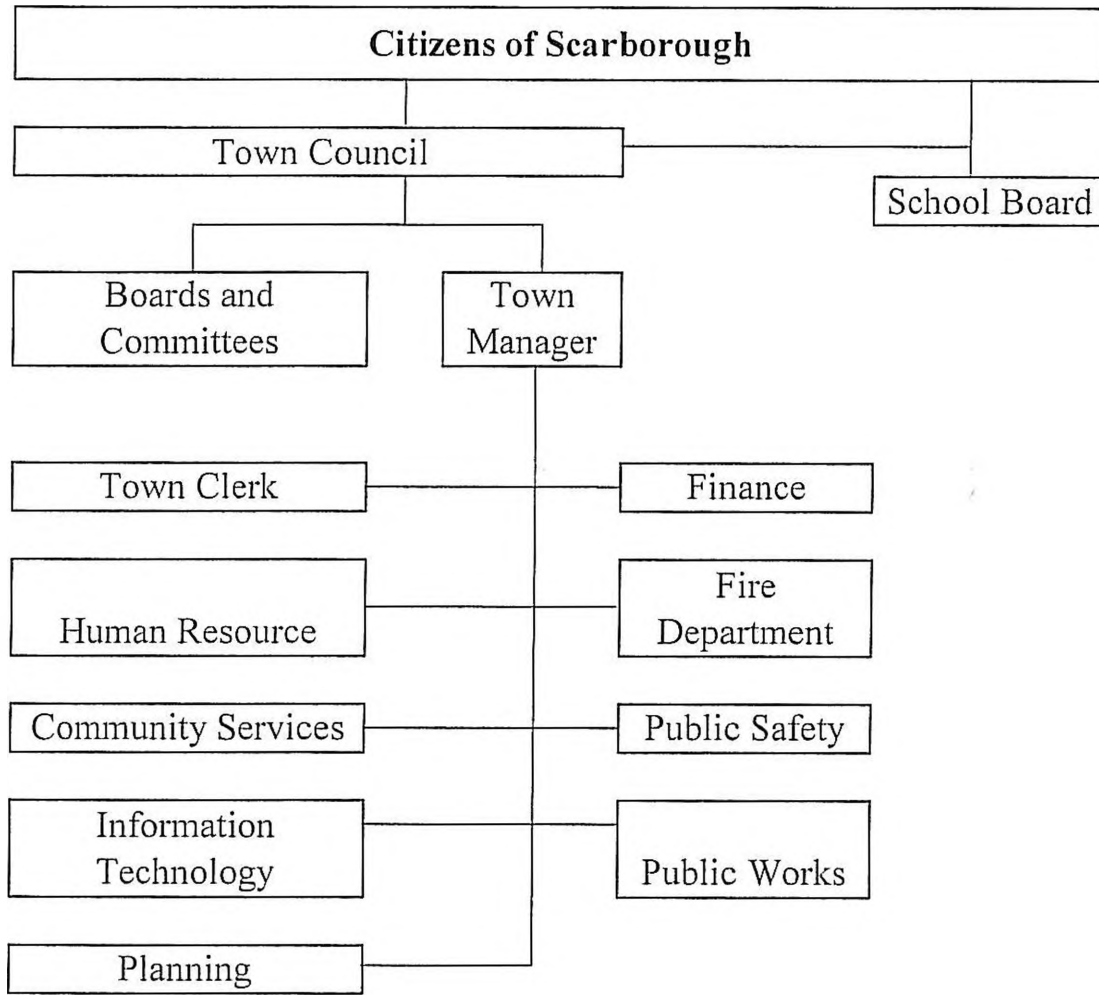 Citizens of Scarborough
Town Council
School Board
Boards and
Committees
Town
Manager
Town Clerk
Finance
Human Resource
Fire
Department
Community Services
Public Safety
Information
Technology
Public Works
Planning